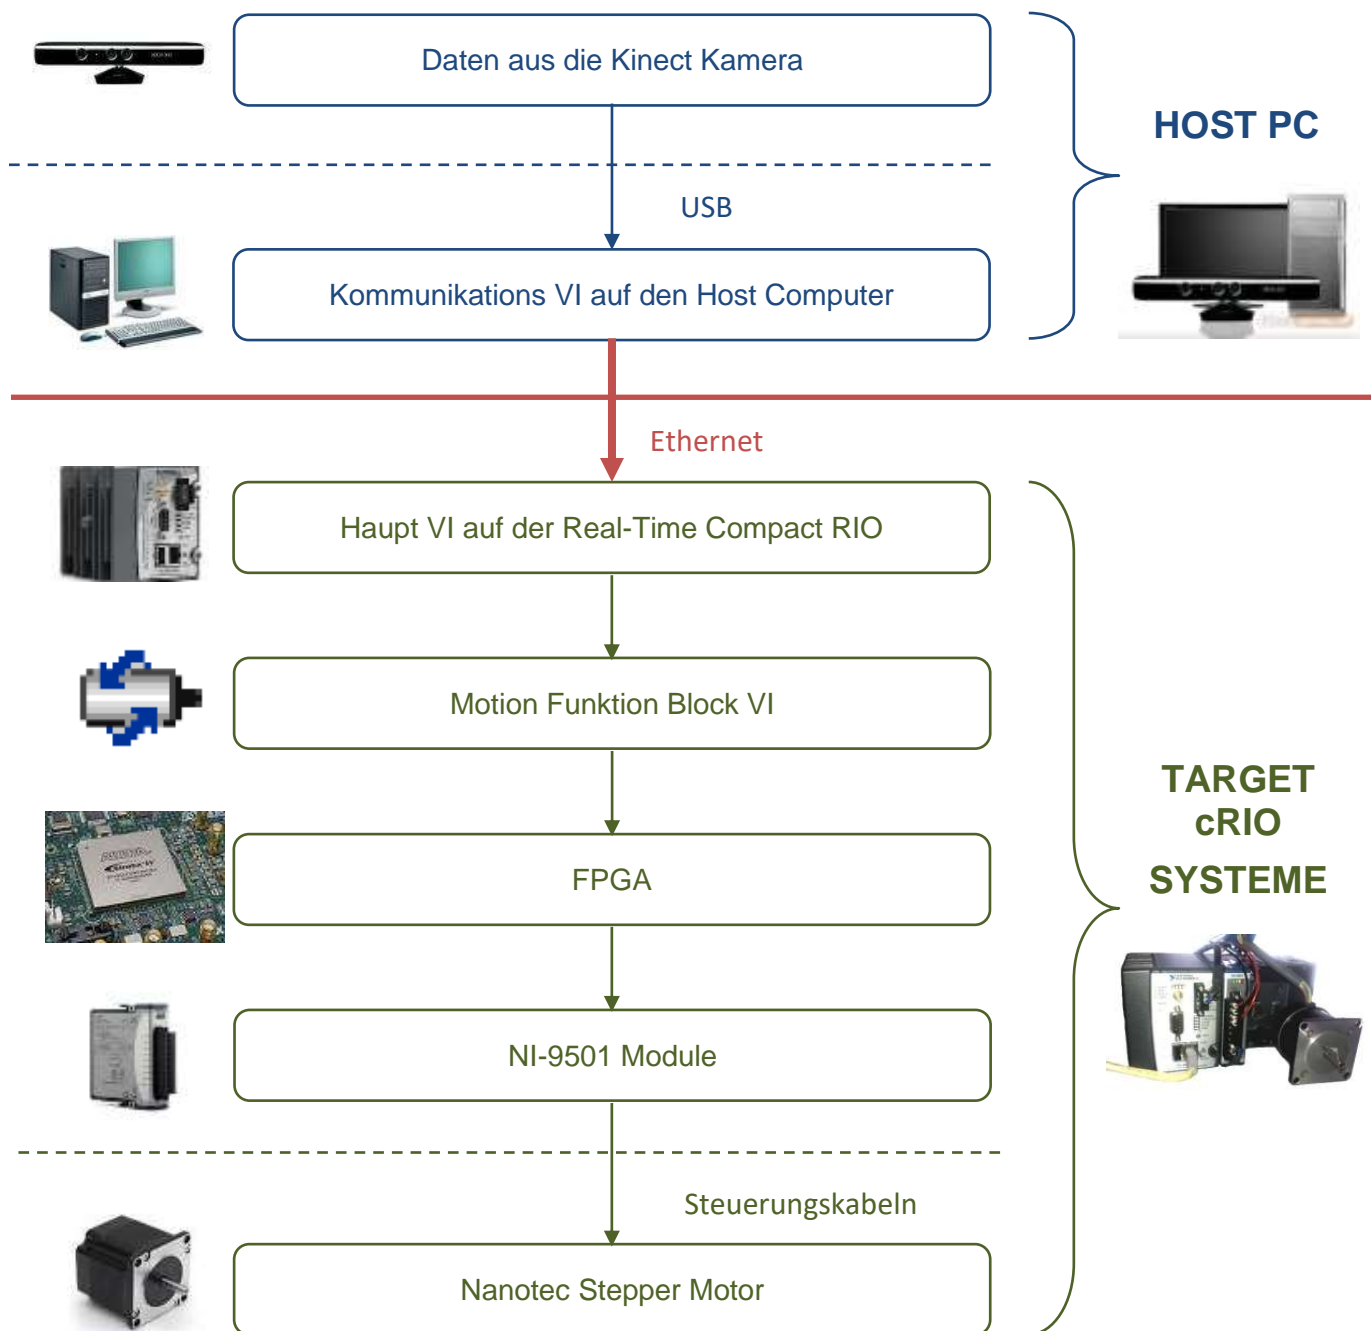 Daten aus die Kinect Kamera
HOST PC
USB
Kommunikations VI auf den Host Computer
Ethernet
Haupt VI auf der Real-Time Compact RIO
Motion Funktion Block VI
TARGET
cRIO
SYSTEME
FPGA
NI-9501 Module
Steuerungskabeln
Nanotec Stepper Motor